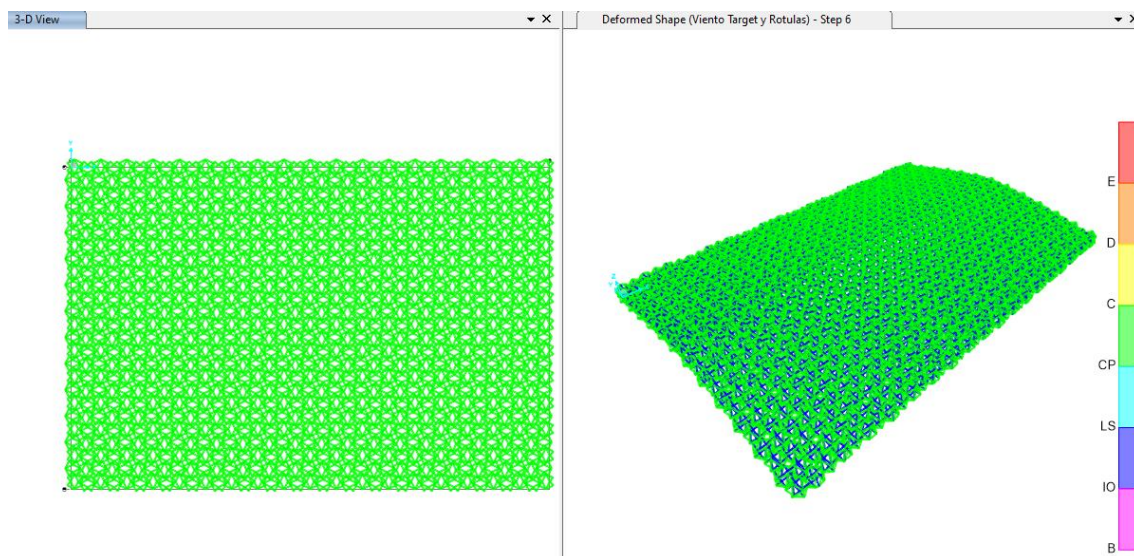 3-D View
Deformed Shape (Viento Target y Rotulas) - Step 6
E
D
C
CP
LS
IO
B